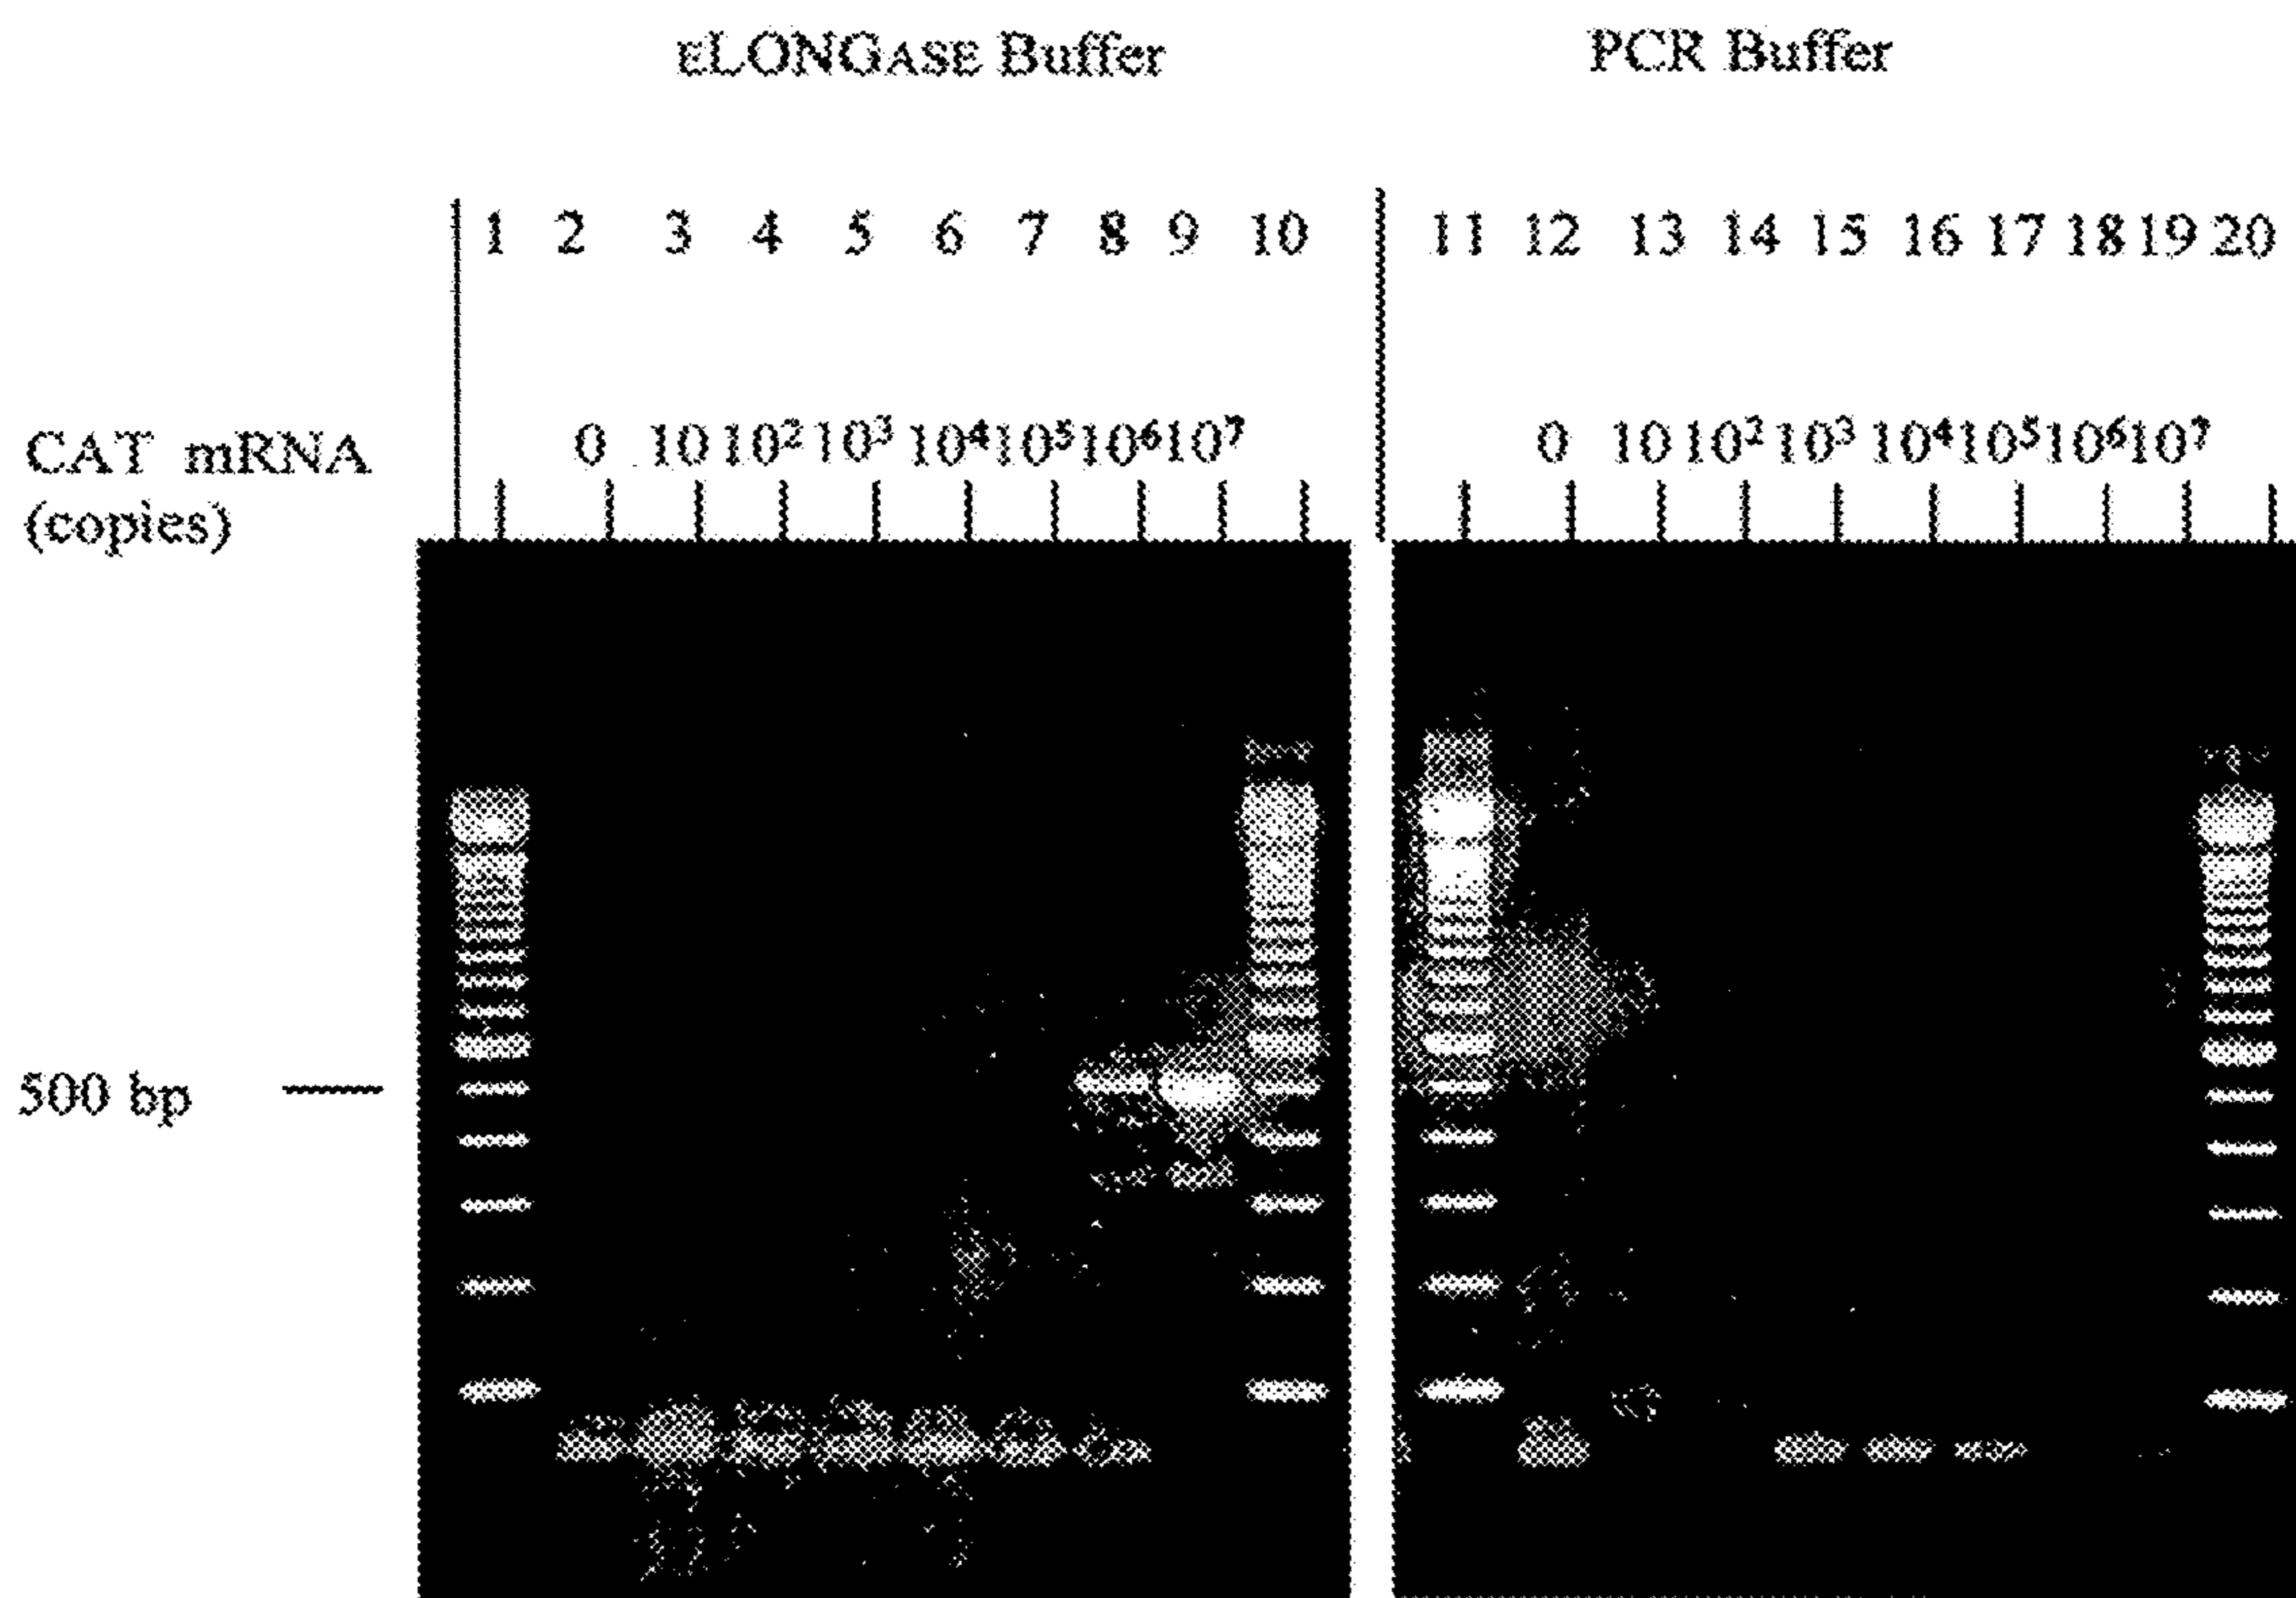 ELONGASE Buffer PCR Buffer
1 2 3 4 5 6 7 8 9 10 11 12 13 14 15 16 17 18 19 20
CAT mRNA 0 10 10² 10³ 10⁴ 10⁵ 10⁶ 10⁷ 0 10 10² 10³ 10⁴ 10⁵ 10⁶ 10⁷
(copies)
500 bp